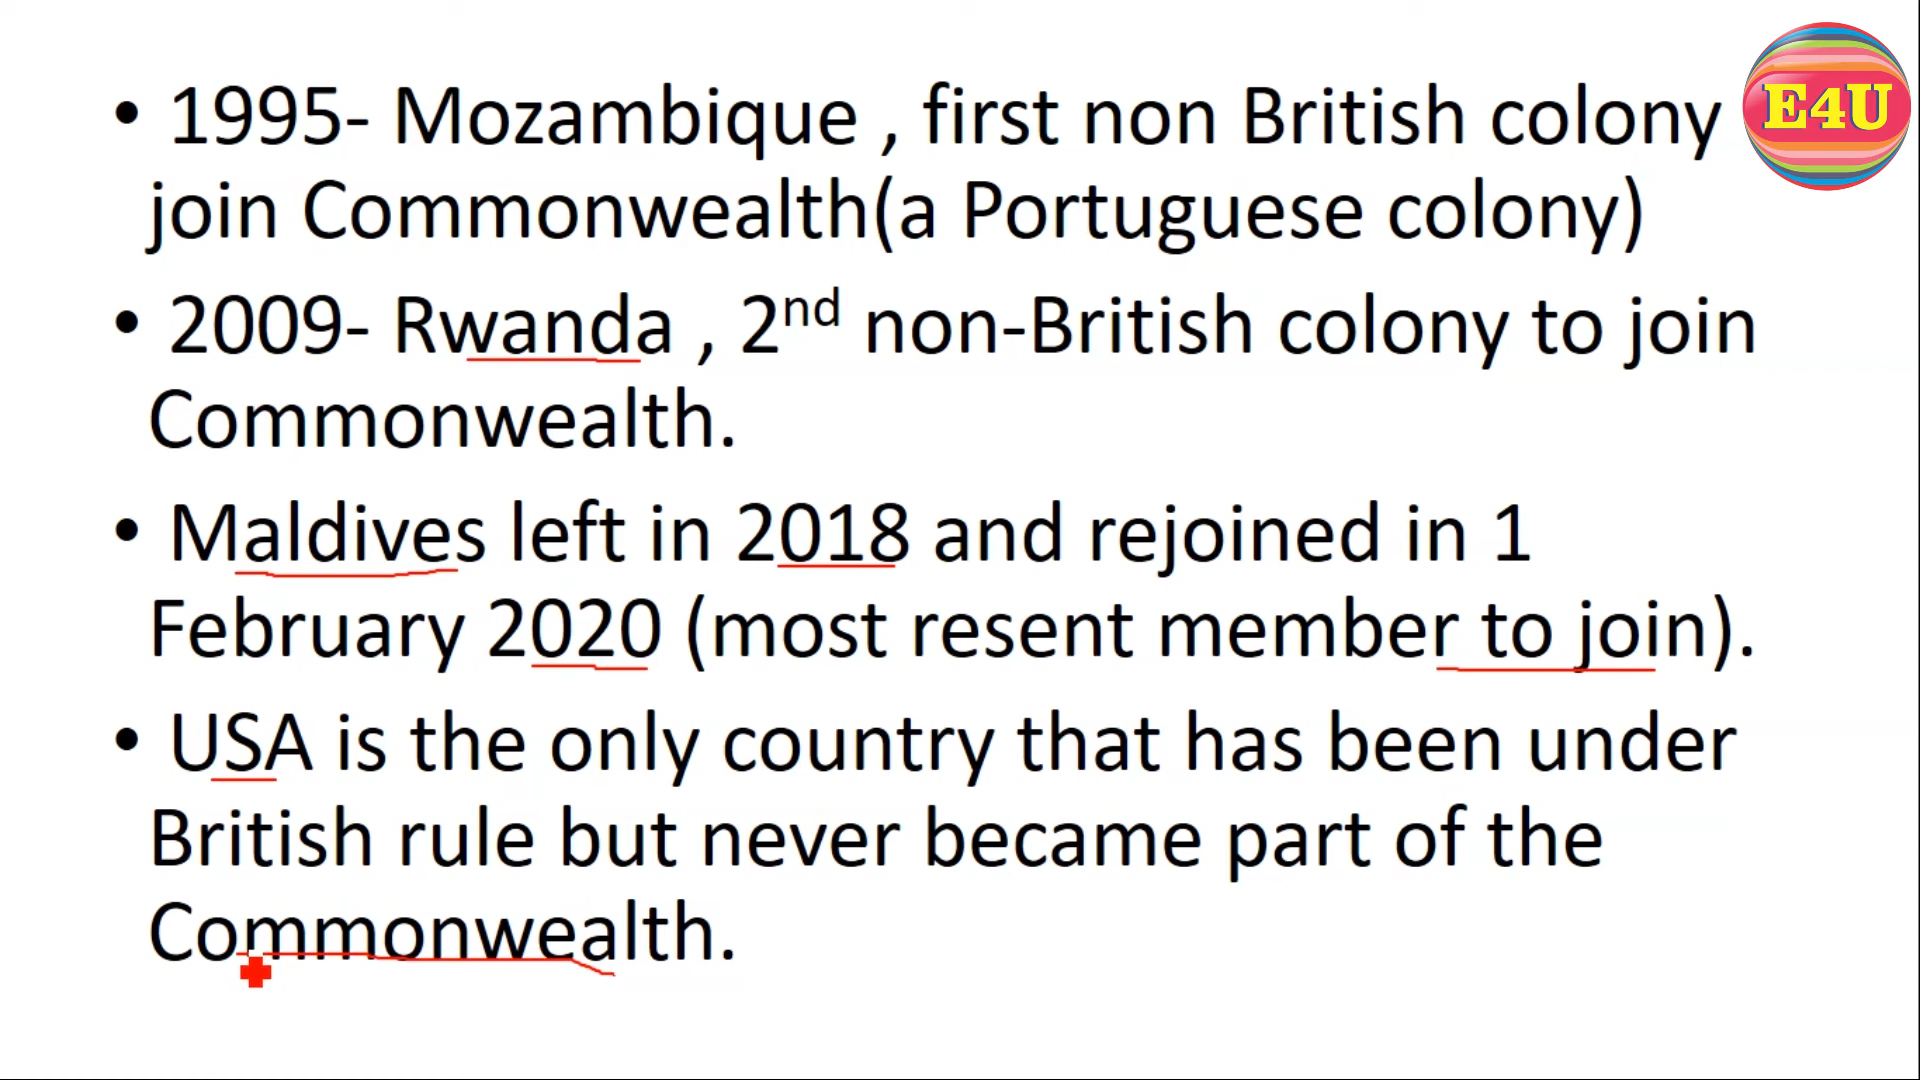 • 1995- Mozambique , first non British colony
join Commonwealth(a Portuguese colony)
• 2009- Rwanda , 2nd non-British colony to join
Commonwealth.
• Maldives left in 2018 and rejoined in 1
February 2020 (most resent member to join).
• USA is the only country that has been under
British rule but never became part of the
Commonwealth.
E4U